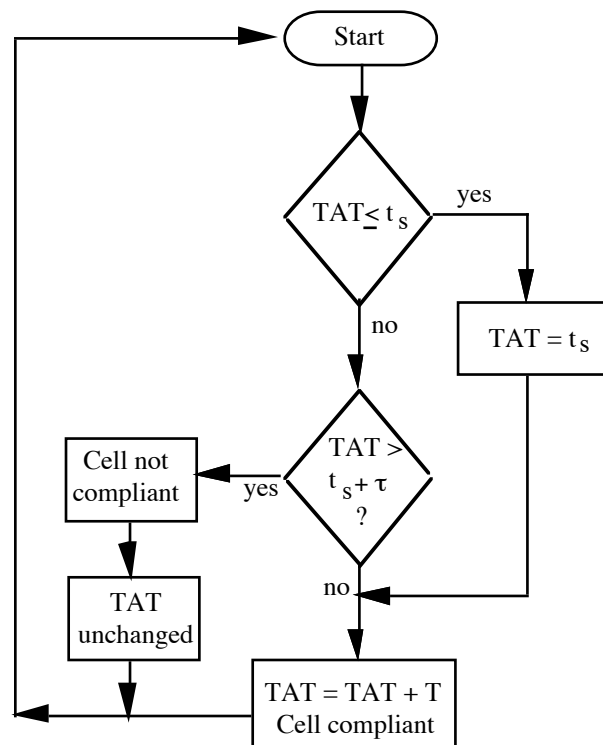 Start
TAT ≤ t s
yes
TAT = t s
no
TAT >
t s + τ
?
yes
Cell not
compliant
no
TAT
unchanged
TAT = TAT + T
Cell compliant